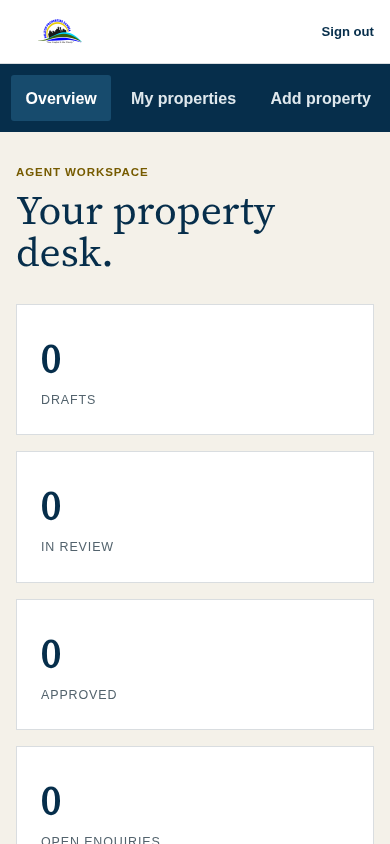 Sign out
Overview
My properties
Add property
AGENT WORKSPACE
Your property
desk.
0
DRAFTS
0
IN REVIEW
0
APPROVED
0
OPEN ENQUIRIES